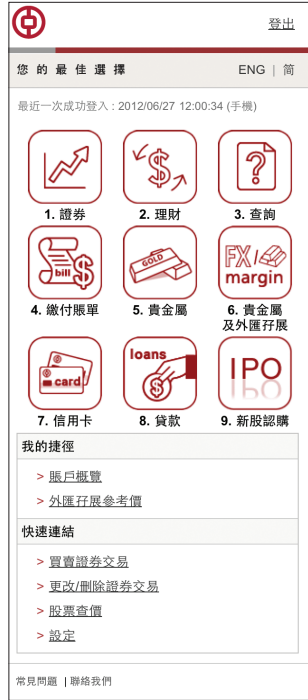 登出
您的最佳選擇 ENG | 简
最近一次成功登入 : 2012/06/27 12:00:34 (手機)
1. 證券 2. 理財 3. 查詢
bill GOLD FX/ margin
4. 繳付賬單 5. 貴金屬 6. 貴金屬
及外匯孖展
card loans IPO
7. 信用卡 8. 貸款 9. 新股認購
我的捷徑
> 賬戶概覽
> 外匯孖展參考價
快速連結
> 買賣證券交易
> 更改/刪除證券交易
> 股票查價
> 設定
常見問題 | 聯絡我們